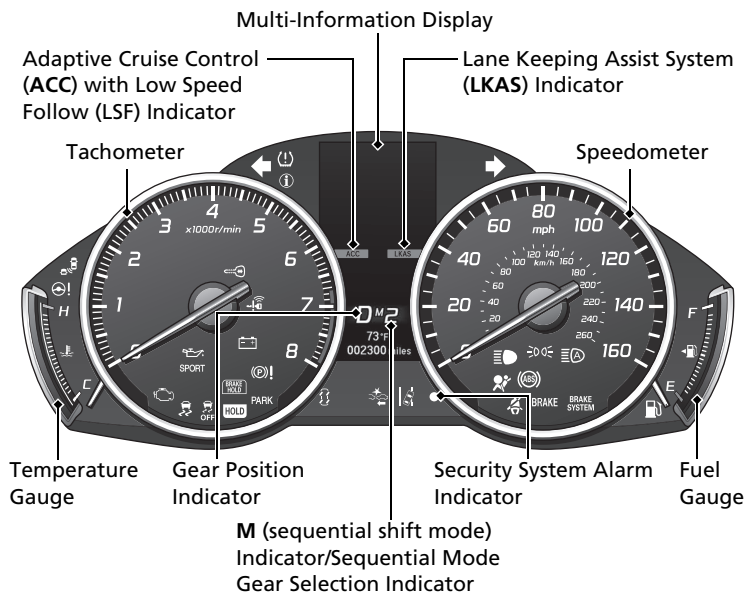 Multi-Information Display
Adaptive Cruise Control
(ACC) with Low Speed
Follow (LSF) Indicator
Lane Keeping Assist System
(LKAS) Indicator
Tachometer
Speedometer
ACC
LKAS
0
1
2
3
4
5
6
7
8
x1000r/min
SPORT
OFF
BRAKE
HOLD
HOLD
PARK
H
C
D M 2
73°F
002300 miles
0
20
40
60
80
100
120
140
160
mph
20
40
60
80
100
120
140
160
180
200
220
240
260
km/h
A
ABS
BRAKE
BRAKE
SYSTEM
F
E
Temperature
Gauge
Gear Position
Indicator
Security System Alarm
Indicator
Fuel
Gauge
M (sequential shift mode)
Indicator/Sequential Mode
Gear Selection Indicator